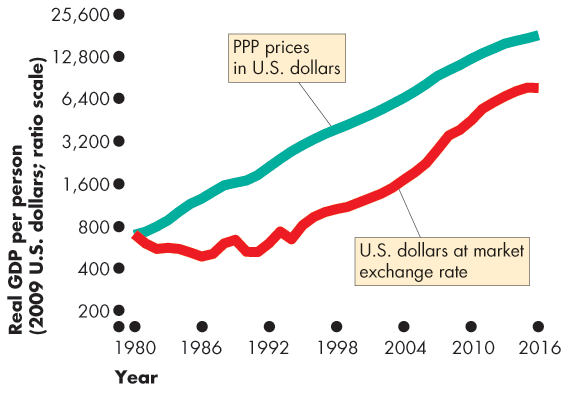 25,600
12,800
6,400
3,200
1,600
800
400
200
Real GDP per person
(2009 U.S. dollars; ratio scale)
PPP prices
in U.S. dollars
U.S. dollars at market
exchange rate
1980 1986 1992 1998 2004 2010 2016
Year